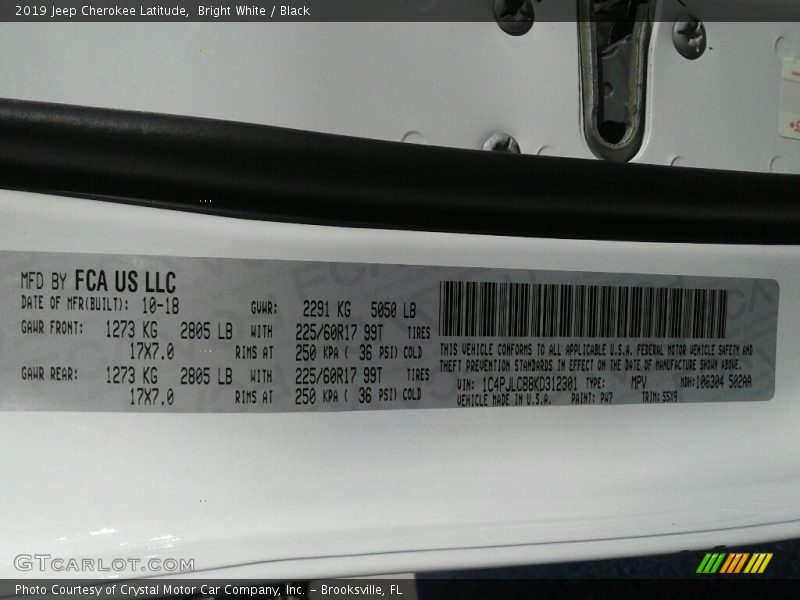 2019 Jeep Cherokee Latitude, Bright White / Black
MFD BY FCA US LLC
DATE OF MFR(BUILT): 10-18 GVWR: 2291 KG 5050 LB
GAWR FRONT: 1273 KG 2805 LB WITH 225/60R17 99T TIRES
17X7.0 RIMS AT 250 KPA ( 36 PSI) COLD
GAWR REAR: 1273 KG 2805 LB WITH 225/60R17 99T TIRES
17X7.0 RIMS AT 250 KPA ( 36 PSI) COLD
THIS VEHICLE CONFORMS TO ALL APPLICABLE U.S.A. FEDERAL MOTOR VEHICLE SAFETY AND
THEFT PREVENTION STANDARDS IN EFFECT ON THE DATE OF MANUFACTURE SHOWN ABOVE.
VIN: 1C4PJLCB8KD312301 TYPE: MPV MDH:106304 502AA
VEHICLE MADE IN U.S.A. PAINT: PW7 TRIM:S5X9
GTCARLOT.COM
Photo Courtesy of Crystal Motor Car Company, Inc. – Brooksville, FL